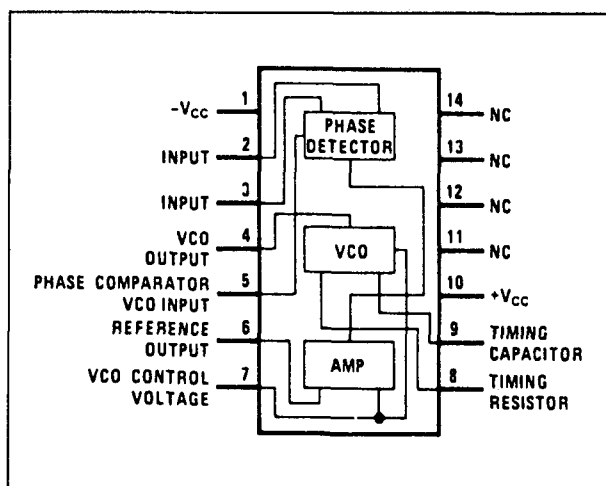 1
-VCC
2
INPUT
3
INPUT
4
VCO
OUTPUT
5
PHASE COMPARATOR
VCO INPUT
6
REFERENCE
OUTPUT
7
VCO CONTROL
VOLTAGE
PHASE
DETECTOR
VCO
AMP
14
NC
13
NC
12
NC
11
NC
10
+VCC
9
TIMING
CAPACITOR
8
TIMING
RESISTOR